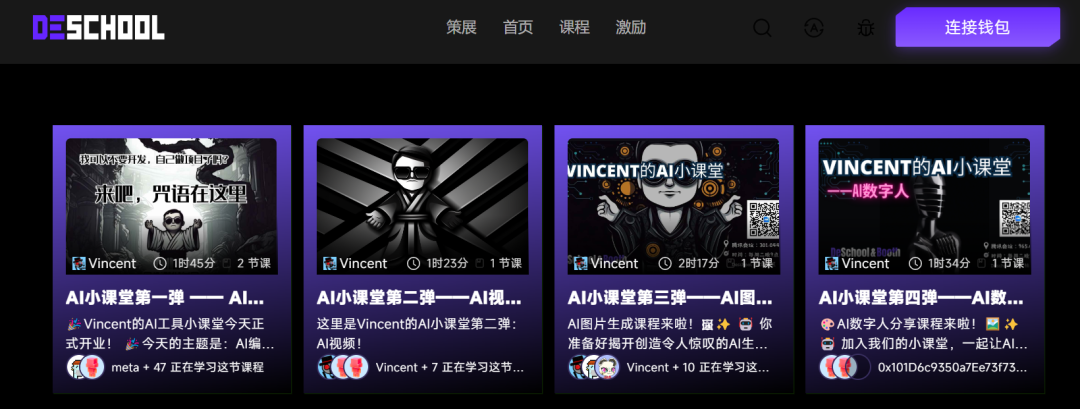 DESCHOOL
策展 首页 课程 激励
连接钱包
我可以不要开发，自己做项目了吗？
来吧，咒语在这里
Vincent 1时45分 2 节课
AI小课堂第一弹 —— AI...
🎉 Vincent的AI工具小课堂今天正
式开业！ 🎉 今天的主题是：AI编...
meta + 47 正在学习这节课程
Vincent 1时23分 1 节课
AI小课堂第二弹——AI视...
这里是Vincent的AI小课堂第二弹：
AI视频！
Vincent + 7 正在学习这节...
VINCENT的AI小课堂
Vincent 2时17分 1 节课
AI小课堂第三弹——AI图...
AI图片生成课程来啦！🖼️ ✨ 🤖 你
准备好揭开创造令人惊叹的AI生...
Vincent + 10 正在学习这...
VINCENT的AI小课堂
——AI数字人
DeSchool&Booth
Vincent 1时34分 1 节课
AI小课堂第四弹——AI数...
🎨 AI数字人分享课程来啦！🖼️ ✨
🤖 加入我们的小课堂，一起让AI...
0x101D6c9350a7Ee73f73...